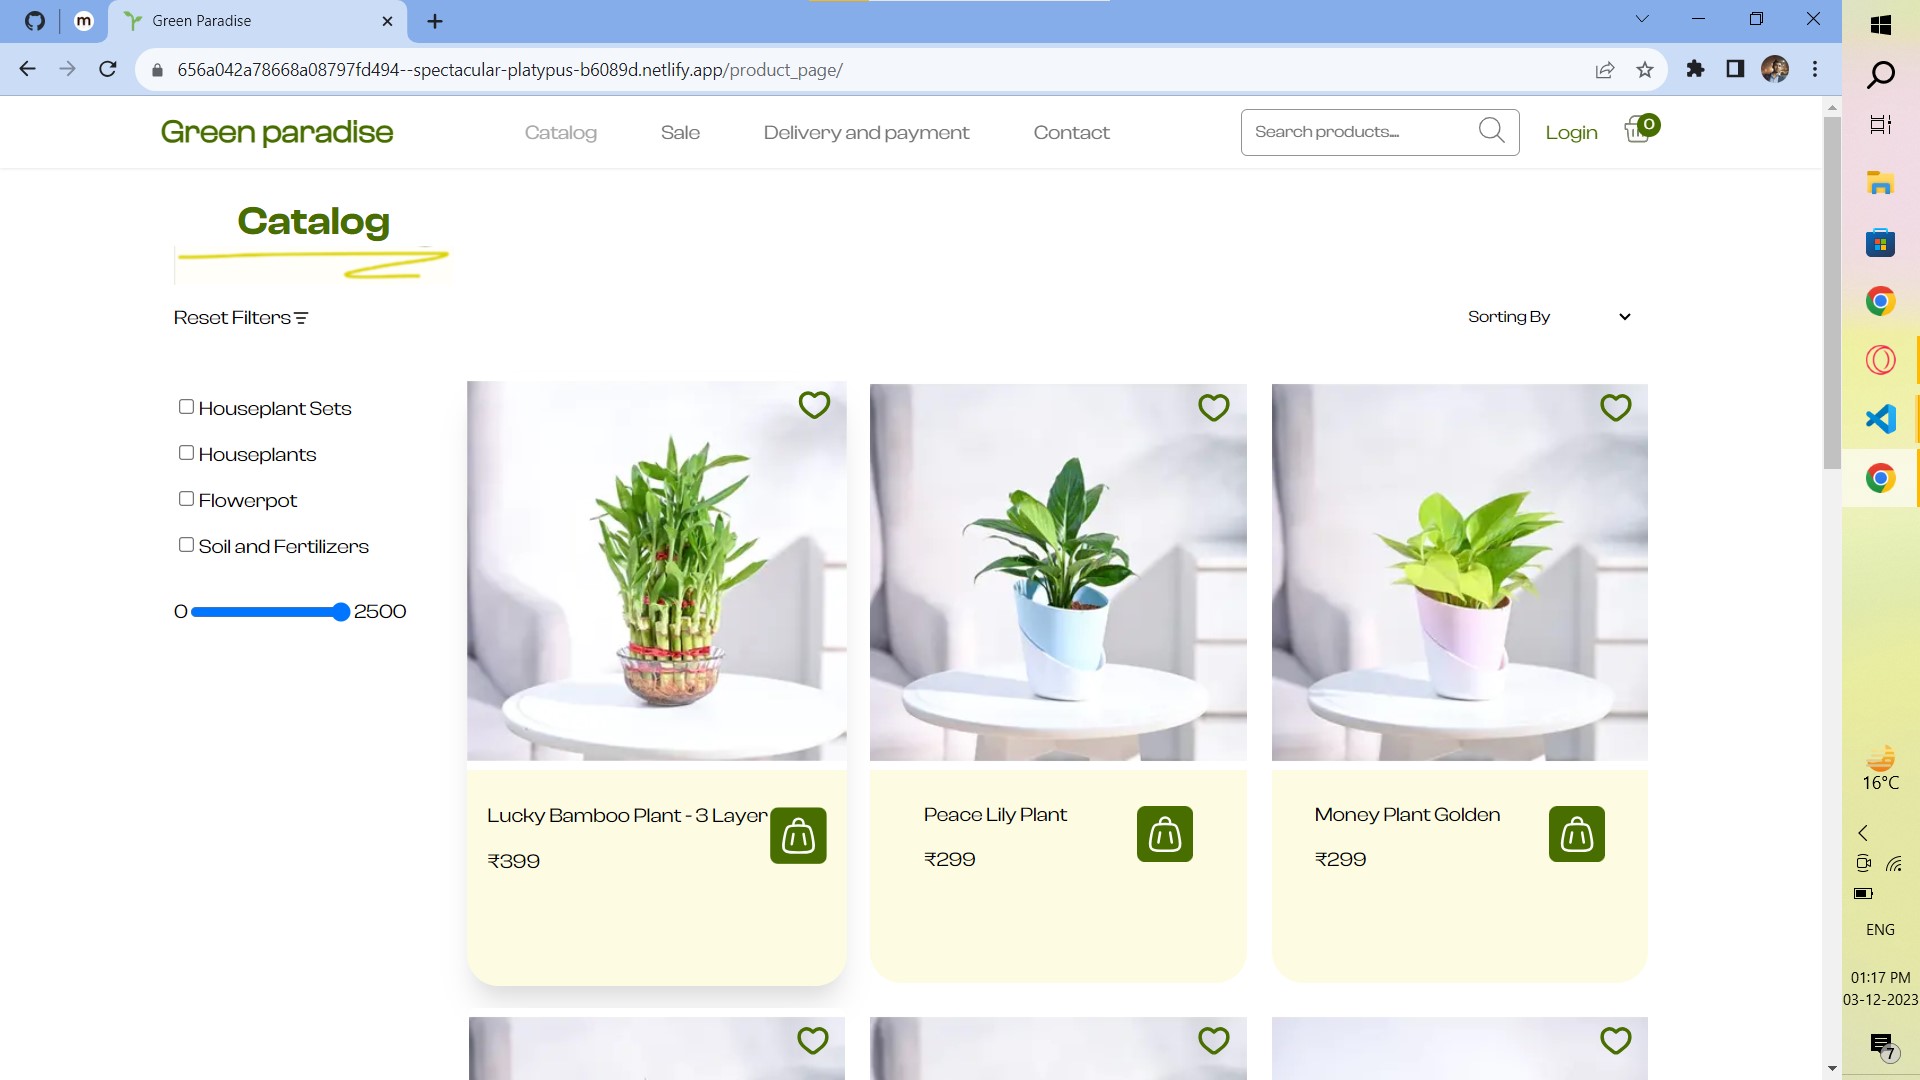 m
Green Paradise
656a042a78668a08797fd494--spectacular-platypus-b6089d.netlify.app/product_page/
Green paradise
Catalog
Sale
Delivery and payment
Contact
Search products...
Login
0
Catalog
Reset Filters
Sorting By
Houseplant Sets
Houseplants
Flowerpot
Soil and Fertilizers
0
2500
Lucky Bamboo Plant - 3 Layer
₹399
Peace Lily Plant
₹299
Money Plant Golden
₹299
16°C
ENG
01:17 PM
03-12-2023
7